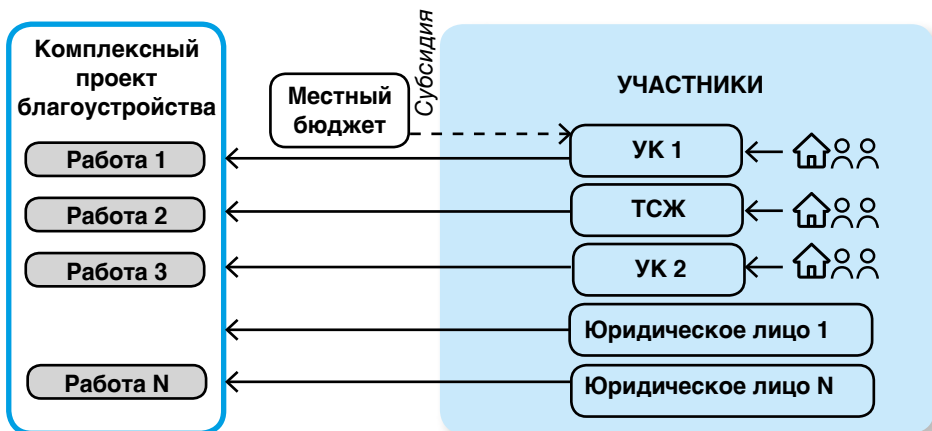 Комплексный
проект
благоустройства
Работа 1
Работа 2
Работа 3
Работа N
Местный
бюджет
Субсидия
УЧАСТНИКИ
УК 1
ТСЖ
УК 2
Юридическое лицо 1
Юридическое лицо N